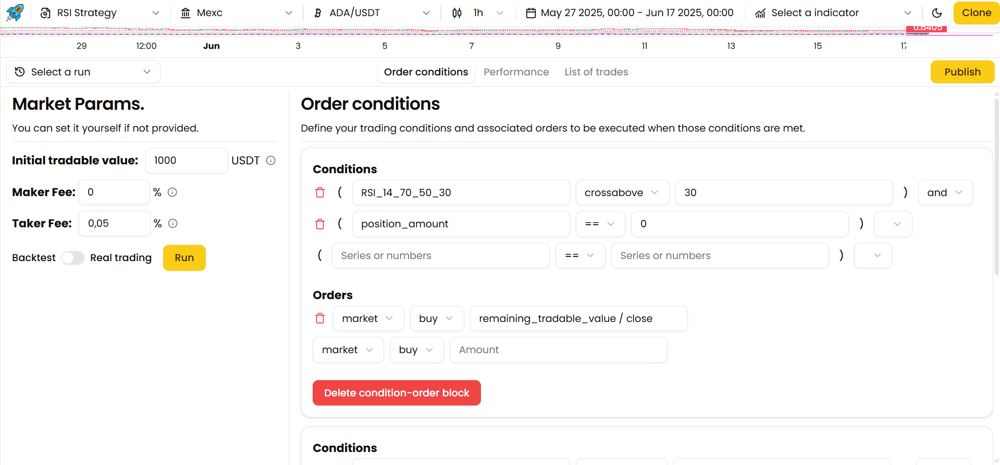 RSI Strategy Mexc ADA/USDT 1h May 27 2025, 00:00 - Jun 17 2025, 00:00 Select a indicator Clone
0.6405
29 12:00 Jun 3 5 7 9 11 13 15 17
Select a run Order conditions Performance List of trades Publish
Market Params.
You can set it yourself if not provided.
Initial tradable value: 1000 USDT
Maker Fee: 0 %
Taker Fee: 0,05 %
Backtest Real trading Run
Order conditions
Define your trading conditions and associated orders to be executed when those conditions are met.
Conditions
( RSI_14_70_50_30 crossabove 30 ) and
( position_amount == 0 )
( Series or numbers == Series or numbers )
Orders
market buy remaining_tradable_value / close
market buy Amount
Delete condition-order block
Conditions